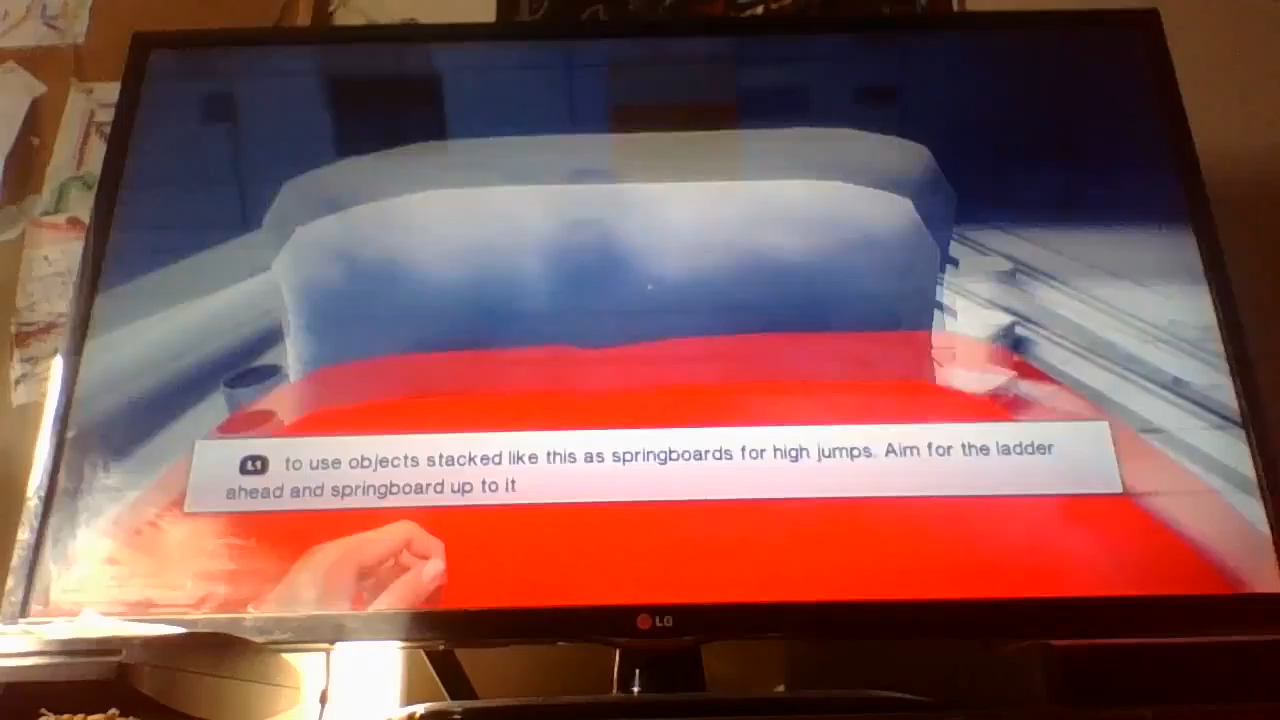 L1 to use objects stacked like this as springboards for high jumps. Aim for the ladder
ahead and springboard up to it
LG